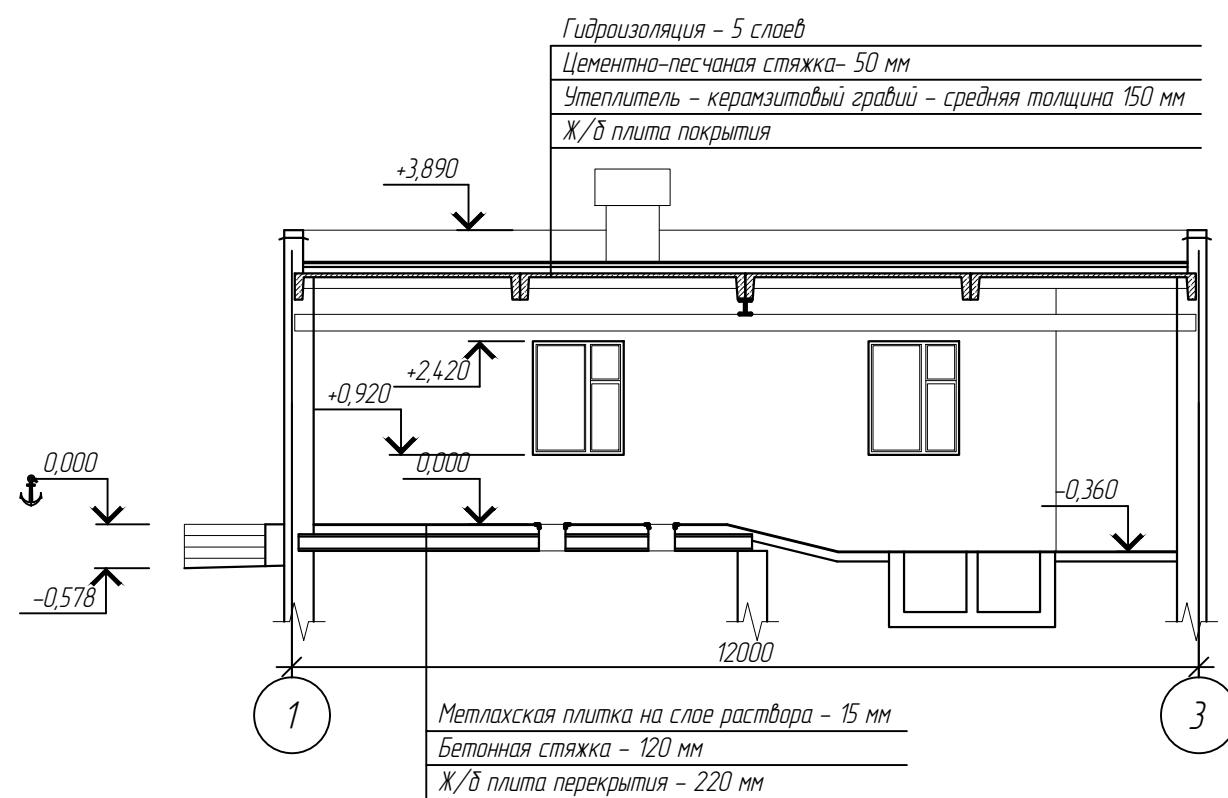 Гидроизоляция - 5 слоев
Цементно-песчаная стяжка- 50 мм
Утеплитель - керамзитовый гравий - средняя толщина 150 мм
Ж/б плита покрытия
+3,890
+2,420
+0,920
0,000
0,000
-0,360
-0,578
12000
1
3
Метлахская плитка на слое раствора - 15 мм
Бетонная стяжка - 120 мм
Ж/б плита перекрытия - 220 мм